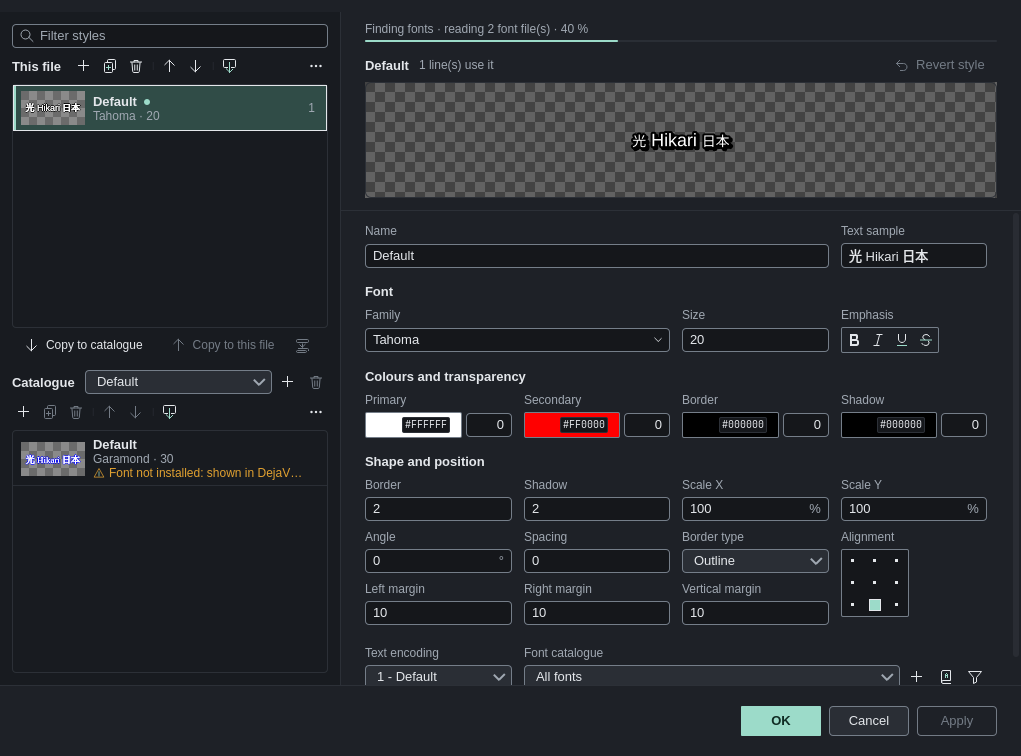 Filter styles
This file
光 Hikari 日本
Default
Tahoma · 20
1
Copy to catalogue
Copy to this file
Catalogue
Default
光 Hikari 日本
Default
Garamond · 30
Font not installed: shown in DejaV…
Finding fonts · reading 2 font file(s) · 40 %
Default
1 line(s) use it
Revert style
光 Hikari 日本
Name
Text sample
Default
光 Hikari 日本
Font
Family
Size
Emphasis
Tahoma
20
B I U S
Colours and transparency
Primary
Secondary
Border
Shadow
#FFFFFF
0
#FF0000
0
#000000
0
#000000
0
Shape and position
Border
Shadow
Scale X
Scale Y
2
2
100 %
100 %
Angle
Spacing
Border type
Alignment
0 °
0
Outline
Left margin
Right margin
Vertical margin
10
10
10
Text encoding
Font catalogue
1 - Default
All fonts
OK
Cancel
Apply